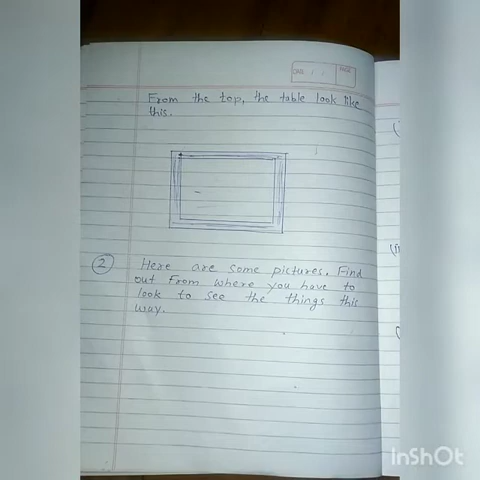 DATE / /
PAGE
From the top, the table look like
this.
2
Here are some pictures. Find
out From where you have to
look to see the things this
way.
InShOt